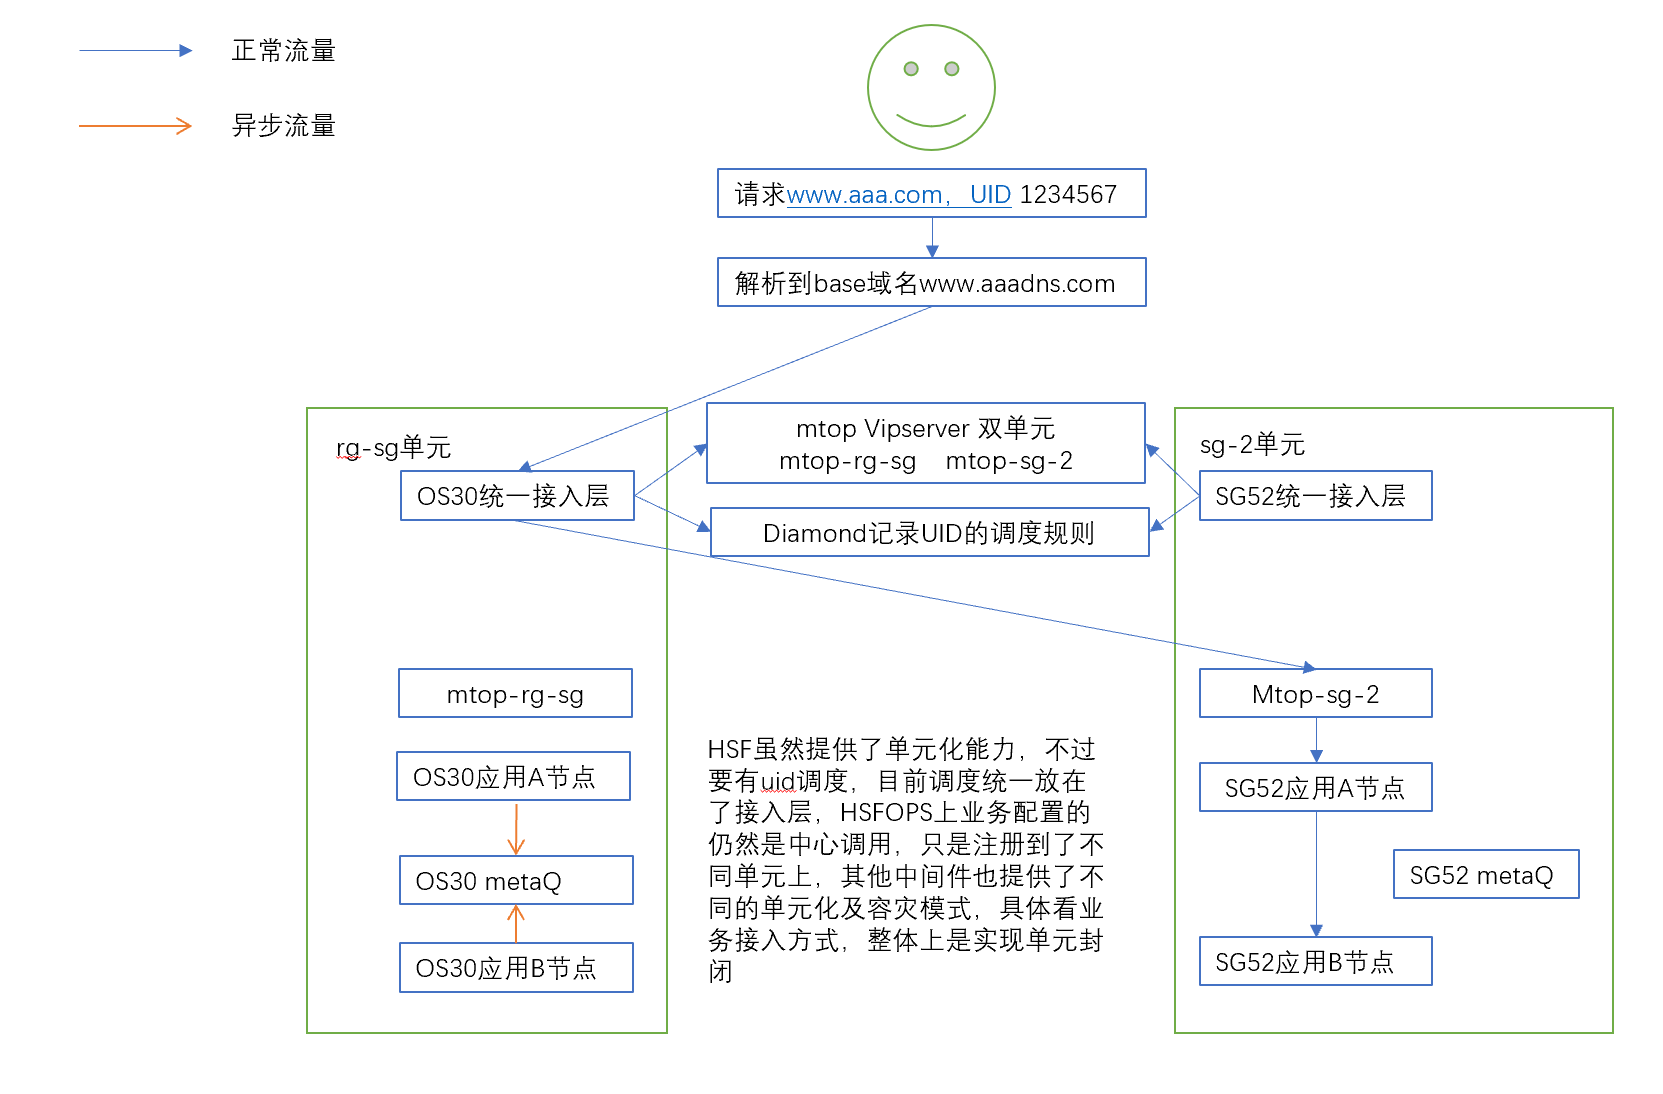 正常流量
异步流量
请求www.aaa.com，UID 1234567
解析到base域名www.aaadns.com
rg-sg单元
mtop Vipserver 双单元
mtop-rg-sg mtop-sg-2
sg-2单元
OS30统一接入层
SG52统一接入层
Diamond记录UID的调度规则
mtop-rg-sg
Mtop-sg-2
OS30应用A节点
SG52应用A节点
HSF虽然提供了单元化能力，不过
要有uid调度，目前调度统一放在
了接入层，HSFOPS上业务配置的
仍然是中心调用，只是注册到了不
同单元上，其他中间件也提供了不
同的单元化及容灾模式，具体看业
务接入方式，整体上是实现单元封
闭
OS30 metaQ
SG52 metaQ
OS30应用B节点
SG52应用B节点